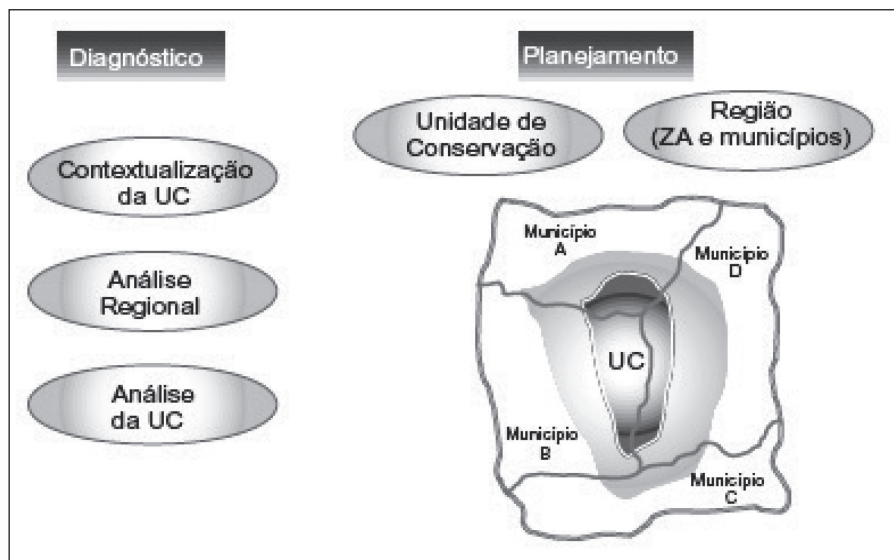 Diagnóstico
Contextualização
da UC
Análise
Regional
Análise
da UC
Planejamento
Unidade de
Conservação
Região
(ZA e municípios)
Município
A
Município
D
UC
Município
B
Município
C